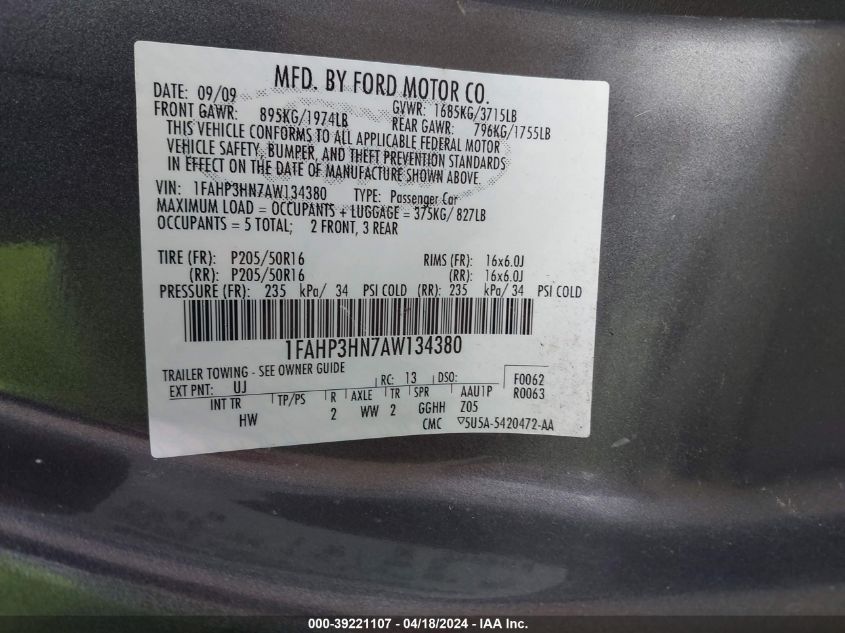 MFD. BY FORD MOTOR CO.
DATE: 09/09 GVWR: 1685KG/3715LB
FRONT GAWR: 895KG/1974LB REAR GAWR: 796KG/1755LB
THIS VEHICLE CONFORMS TO ALL APPLICABLE FEDERAL MOTOR
VEHICLE SAFETY, BUMPER, AND THEFT PREVENTION STANDARDS
IN EFFECT ON THE DATE OF MANUFACTURE SHOWN ABOVE.
VIN: 1FAHP3HN7AW134380 TYPE: Passenger Car
MAXIMUM LOAD = OCCUPANTS + LUGGAGE = 375KG/ 827LB
OCCUPANTS = 5 TOTAL; 2 FRONT, 3 REAR
TIRE (FR): P205/50R16 RIMS (FR): 16x6.0J
(RR): P205/50R16 (RR): 16x6.0J
PRESSURE (FR): 235 kPa/ 34 PSI COLD (RR): 235 kPa/ 34 PSI COLD
1FAHP3HN7AW134380
TRAILER TOWING - SEE OWNER GUIDE
EXT PNT: UJ RC: 13 DSO: F0062
INT TR TP/PS R AXLE TR SPR AAU1P R0063
HW 2 WW 2 GGHH Z05
CMC ▽5U5A-5420472-AA
000-39221107 - 04/18/2024 - IAA Inc.